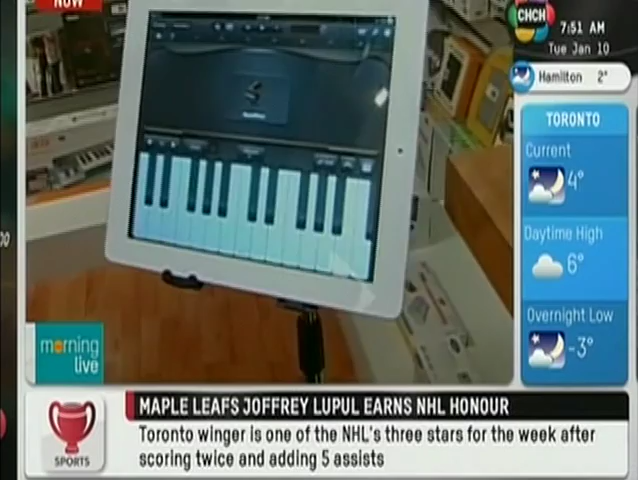 NOW
CHCH
7:51 AM
Tue Jan 10
Hamilton 2°
TORONTO
Current
4°
Daytime High
6°
Overnight Low
-3°
morning
live
MAPLE LEAFS JOFFREY LUPUL EARNS NHL HONOUR
Toronto winger is one of the NHL's three stars for the week after
scoring twice and adding 5 assists
SPORTS